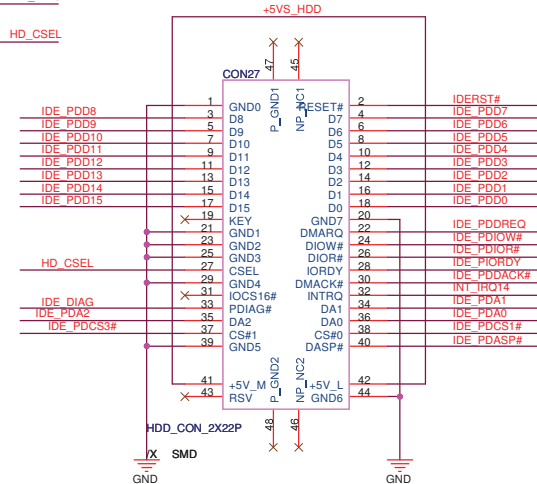 +5VS_HDD
HD_CSEL
47
45
CON27
P_GND1
NP_NC1
1 GND0 RESET# 2 IDERST#
IDE_PDD8 3 D8 D7 4 IDE_PDD7
IDE_PDD9 5 D9 D6 6 IDE_PDD6
IDE_PDD10 7 D10 D5 8 IDE_PDD5
IDE_PDD11 9 D11 D4 10 IDE_PDD4
IDE_PDD12 11 D12 D3 12 IDE_PDD3
IDE_PDD13 13 D13 D2 14 IDE_PDD2
IDE_PDD14 15 D14 D1 16 IDE_PDD1
IDE_PDD15 17 D15 D0 18 IDE_PDD0
19 KEY GND7 20
21 GND1 DMARQ 22 IDE_PDDREQ
23 GND2 DIOW# 24 IDE_PDIOW#
25 GND3 DIOR# 26 IDE_PDIOR#
HD_CSEL 27 CSEL IORDY 28 IDE_PIORDY
29 GND4 DMACK# 30 IDE_PDDACK#
31 IOCS16# INTRQ 32 INT_IRQ14
IDE_DIAG 33 PDIAG# DA1 34 IDE_PDA1
IDE_PDA2 35 DA2 DA0 36 IDE_PDA0
IDE_PDCS3# 37 CS#1 CS#0 38 IDE_PDCS1#
39 GND5 DASP# 40 IDE_PDASP#
41 +5V_M +5V_L 42
43 RSV GND6 44
P_GND2
NP_NC2
48
46
HDD_CON_2X22P
/X SMD
GND
GND